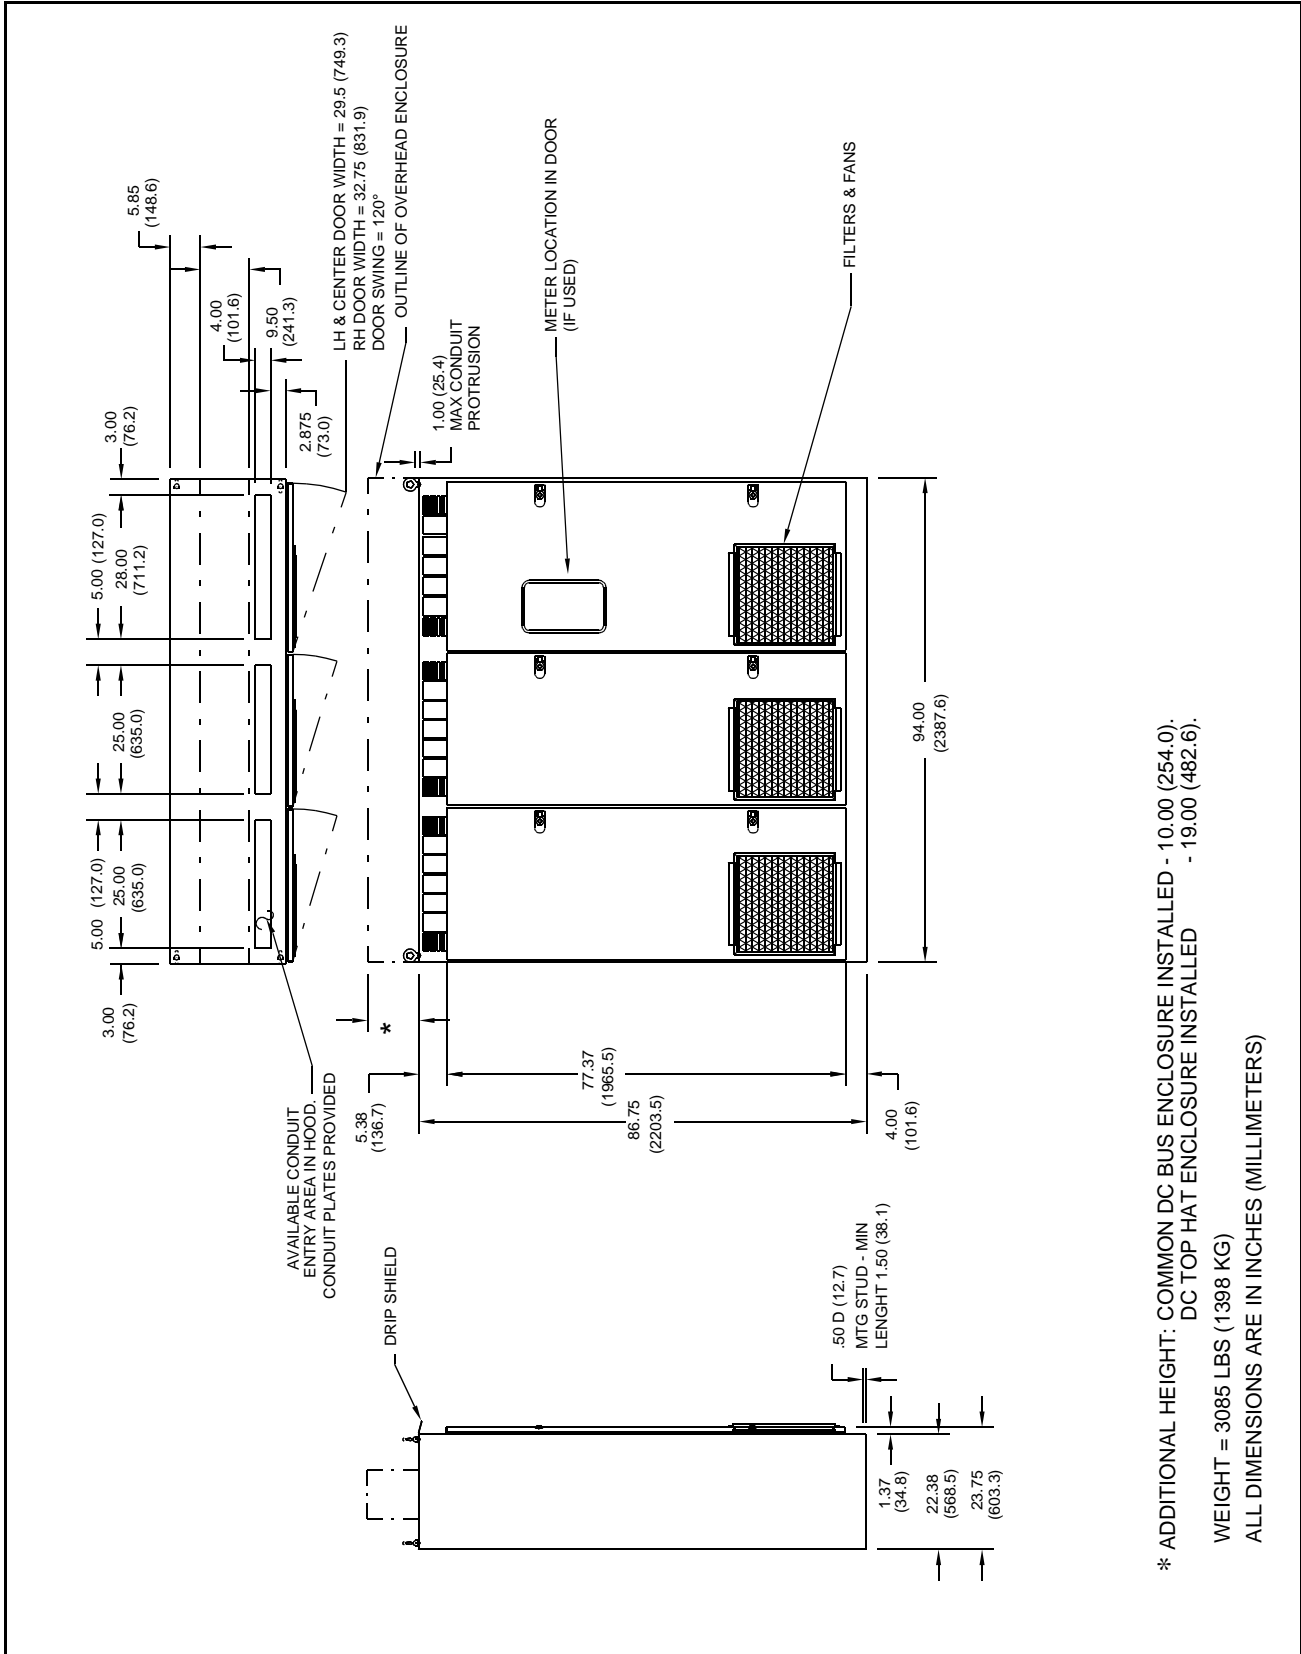 3.00
(76.2)
5.00 (127.0)
25.00
(635.0)
25.00
(635.0)
5.00 (127.0)
28.00
(711.2)
3.00
(76.2)
5.85
(148.6)
4.00
(101.6)
9.50
(241.3)
2.875
(73.0)
LH & CENTER DOOR WIDTH = 29.5 (749.3)
RH DOOR WIDTH = 32.75 (831.9)
DOOR SWING = 120°
OUTLINE OF OVERHEAD ENCLOSURE
AVAILABLE CONDUIT
ENTRY AREA IN HOOD.
CONDUIT PLATES PROVIDED
1.00 (25.4)
MAX CONDUIT
PROTRUSION
*
DRIP SHIELD
5.38
(136.7)
METER LOCATION IN DOOR
(IF USED)
77.37
(1965.5)
86.75
(2203.5)
FILTERS & FANS
.50 D (12.7)
MTG STUD - MIN
LENGHT 1.50 (38.1)
4.00
(101.6)
1.37
(34.8)
22.38
(568.5)
23.75
(603.3)
94.00
(2387.6)
* ADDITIONAL HEIGHT: COMMON DC BUS ENCLOSURE INSTALLED - 10.00 (254.0).
DC TOP HAT ENCLOSURE INSTALLED - 19.00 (482.6).
WEIGHT = 3085 LBS (1398 KG)
ALL DIMENSIONS ARE IN INCHES (MILLIMETERS)